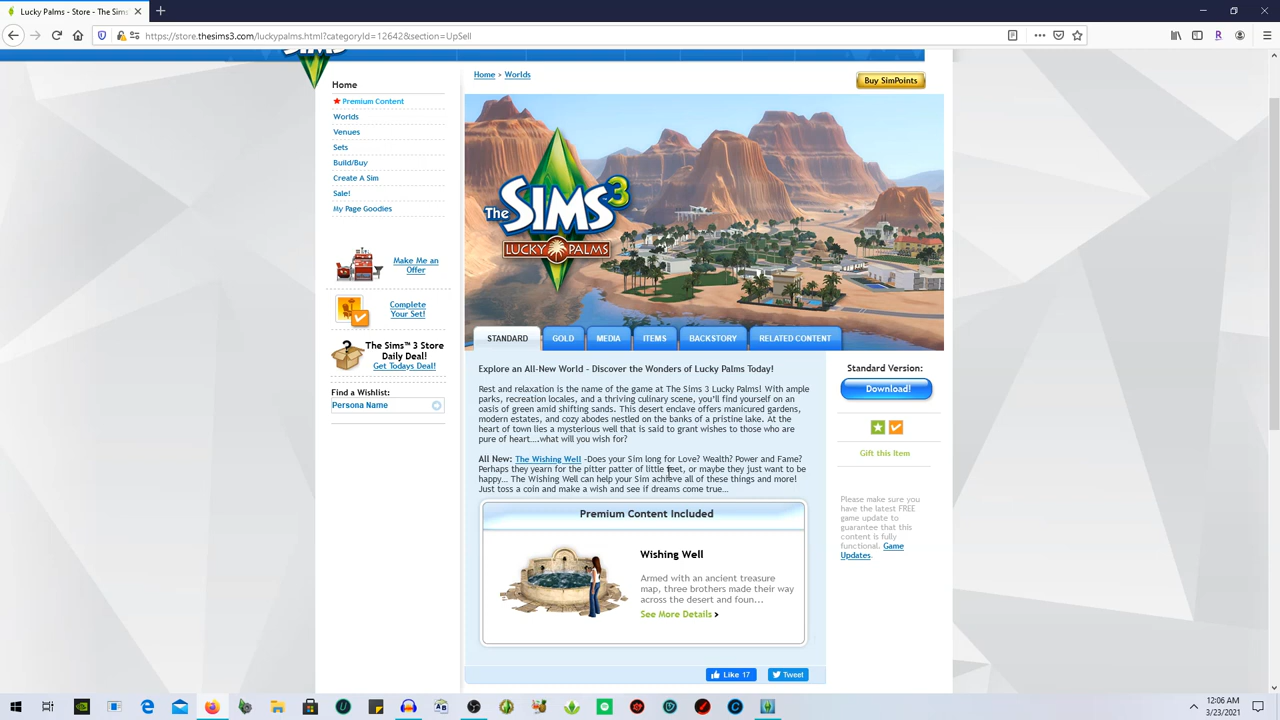 Lucky Palms - Store - The Sims 3
https://store.thesims3.com/luckypalms.html?categoryId=12642&section=UpSell
SIMS
Home
Premium Content
Worlds
Venues
Sets
Build/Buy
Create A Sim
Sale!
My Page Goodies
Make Me an
Offer
Complete
Your Set!
The Sims™ 3 Store
Daily Deal!
Get Todays Deal!
Find a Wishlist:
Persona Name
Home > Worlds
Buy SimPoints
The SIMS 3
LUCKY PALMS
STANDARD GOLD MEDIA ITEMS BACKSTORY RELATED CONTENT
Explore an All-New World - Discover the Wonders of Lucky Palms Today!
Rest and relaxation is the name of the game at The Sims 3 Lucky Palms! With ample
parks, recreation locales, and a thriving culinary scene, you'll find yourself on an
oasis of green amid shifting sands. This desert enclave offers manicured gardens,
modern estates, and cozy abodes nestled on the banks of a pristine lake. At the
heart of town lies a mysterious well that is said to grant wishes to those who are
pure of heart....what will you wish for?
All New: The Wishing Well -Does your Sim long for Love? Wealth? Power and Fame?
Perhaps they yearn for the pitter patter of little feet, or maybe they just want to be
happy... The Wishing Well can help your Sim achieve all of these things and more!
Just toss a coin and make a wish and see if dreams come true...
Premium Content Included
Wishing Well
Armed with an ancient treasure
map, three brothers made their way
across the desert and foun...
See More Details >
Like 17 Tweet
Standard Version:
Download!
Gift this Item
Please make sure you
have the latest FREE
game update to
guarantee that this
content is fully
functional. Game
Updates.
12:06 AM
3/23/2021